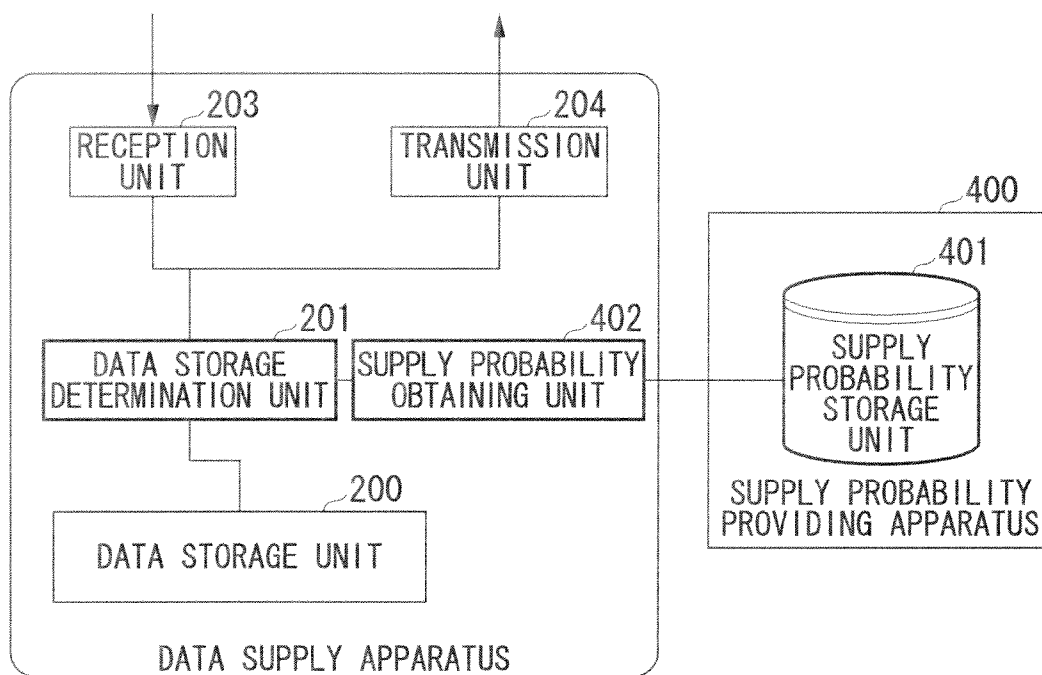 203
RECEPTION
UNIT
204
TRANSMISSION
UNIT
400
401
SUPPLY
PROBABILITY
STORAGE
UNIT
SUPPLY PROBABILITY
PROVIDING APPARATUS
201
DATA STORAGE
DETERMINATION UNIT
402
SUPPLY PROBABILITY
OBTAINING UNIT
200
DATA STORAGE UNIT
DATA SUPPLY APPARATUS